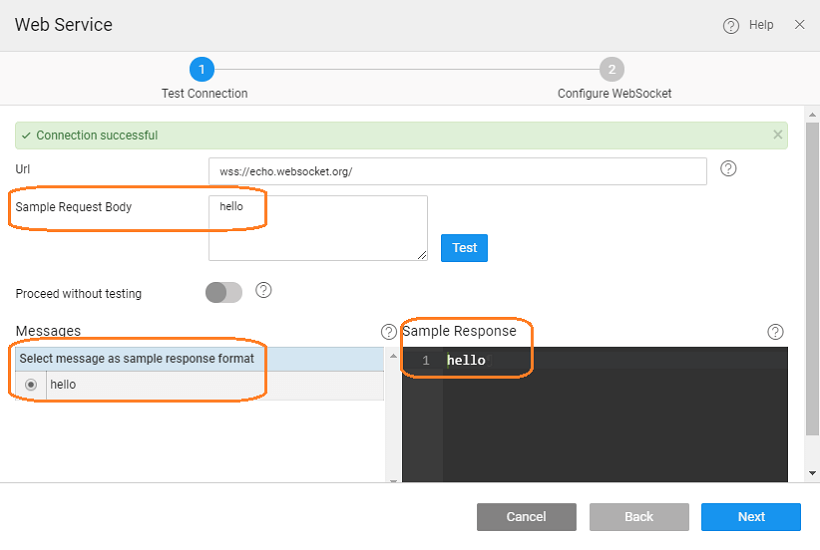 Web Service
Help
1
2
Test Connection
Configure WebSocket
Connection successful
Url
wss://echo.websocket.org/
Sample Request Body
hello
Test
Proceed without testing
Messages
Sample Response
Select message as sample response format
hello
1 hello
Cancel
Back
Next